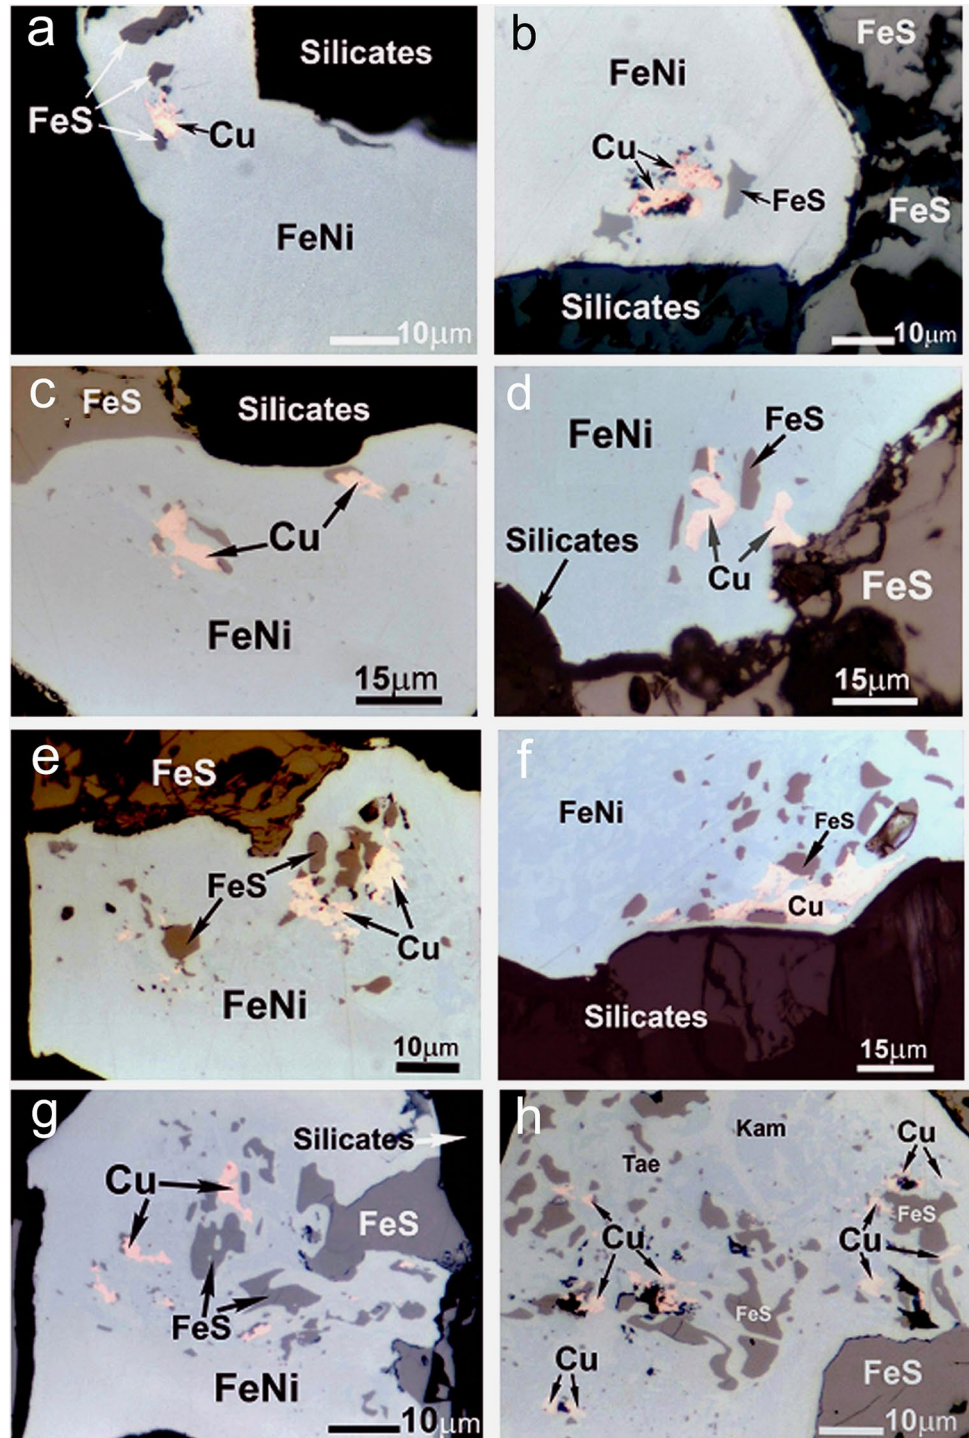 a
Silicates
FeS
Cu
FeNi
10µm
b
FeS
FeNi
Cu
FeS
FeS
Silicates
10µm
c
FeS
Silicates
Cu
FeNi
15µm
d
FeS
FeNi
Silicates
Cu
FeS
15µm
e
FeS
FeS
Cu
FeNi
10µm
f
FeNi
FeS
Cu
Silicates
15µm
g
Silicates
Cu
FeS
FeS
FeNi
10µm
h
Kam
Cu
Tae
FeS
Cu
Cu
FeS
Cu
FeS
10µm